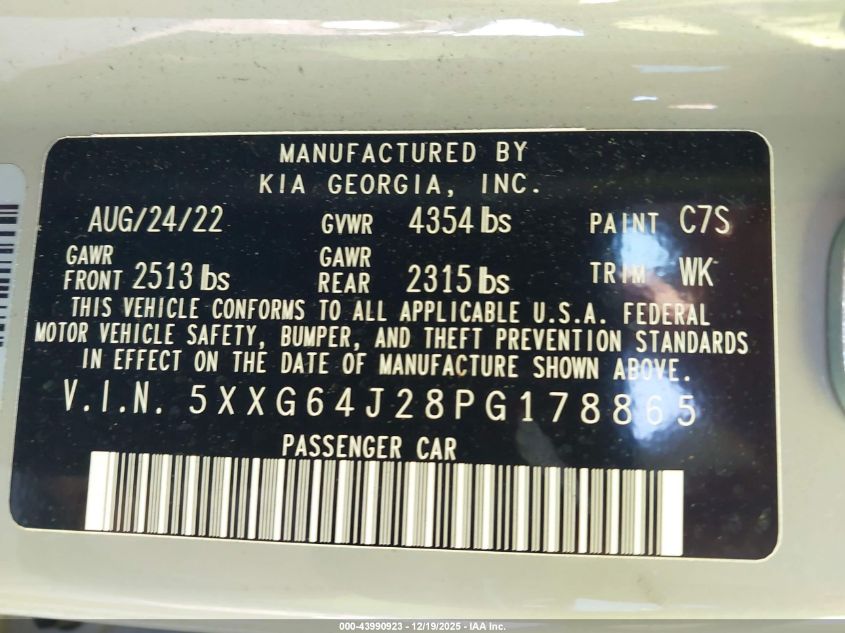 MANUFACTURED BY
KIA GEORGIA, INC.
AUG/24/22 GVWR 4354 lbs PAINT C7S
GAWR FRONT 2513 lbs GAWR REAR 2315 lbs TRIM WK
THIS VEHICLE CONFORMS TO ALL APPLICABLE U.S.A. FEDERAL
MOTOR VEHICLE SAFETY, BUMPER, AND THEFT PREVENTION STANDARDS
IN EFFECT ON THE DATE OF MANUFACTURE SHOWN ABOVE.
V.I.N. 5XXG64J28PG178865
PASSENGER CAR
000-43990923 - 12/19/2025 - IAA Inc.